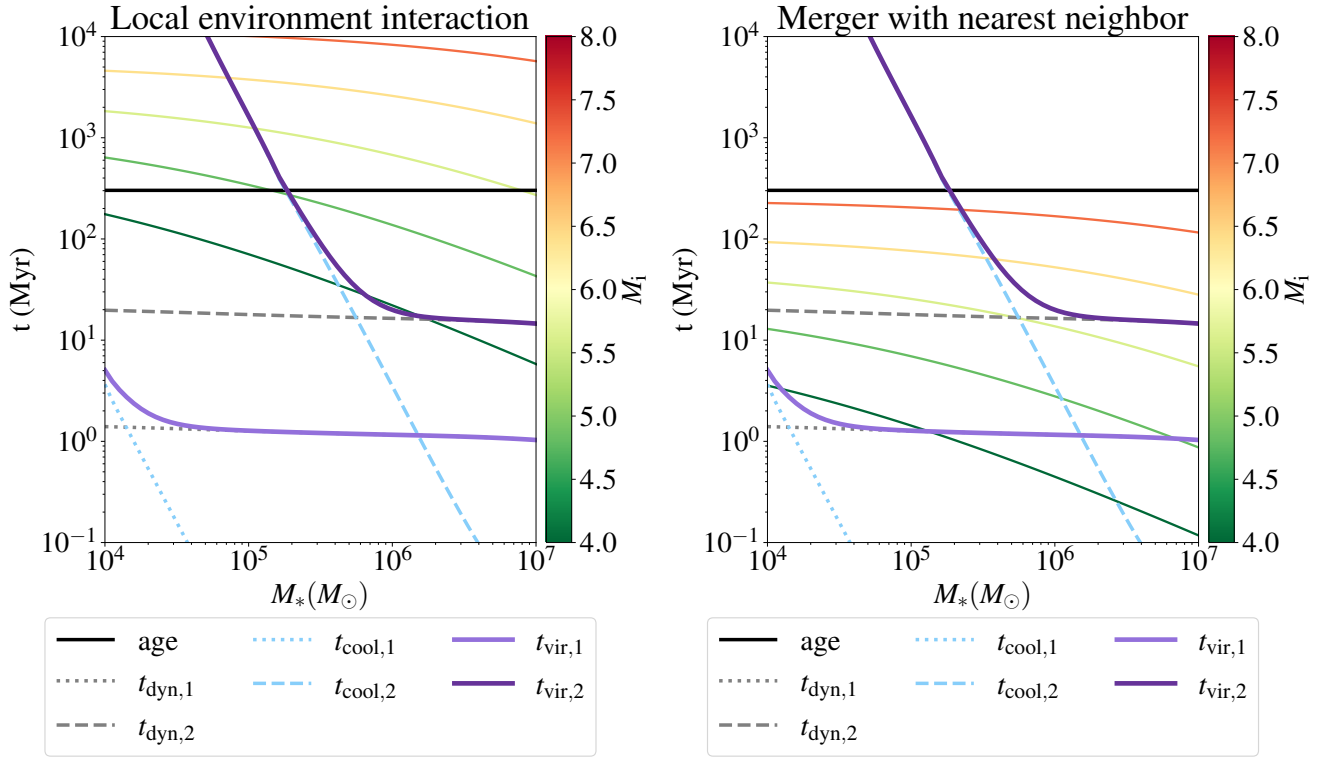 Local environment interaction
Merger with nearest neighbor
10^4
10^3
10^2
10^1
10^0
10^-1
t (Myr)
10^4
10^5
10^6
10^7
M_*(M_⊙)
8.0
7.5
7.0
6.5
6.0
5.5
5.0
4.5
4.0
M_i
10^4
10^3
10^2
10^1
10^0
10^-1
t (Myr)
10^4
10^5
10^6
10^7
M_*(M_⊙)
8.0
7.5
7.0
6.5
6.0
5.5
5.0
4.5
4.0
M_i
age
t_dyn,1
t_dyn,2
t_cool,1
t_cool,2
t_vir,1
t_vir,2
age
t_dyn,1
t_dyn,2
t_cool,1
t_cool,2
t_vir,1
t_vir,2